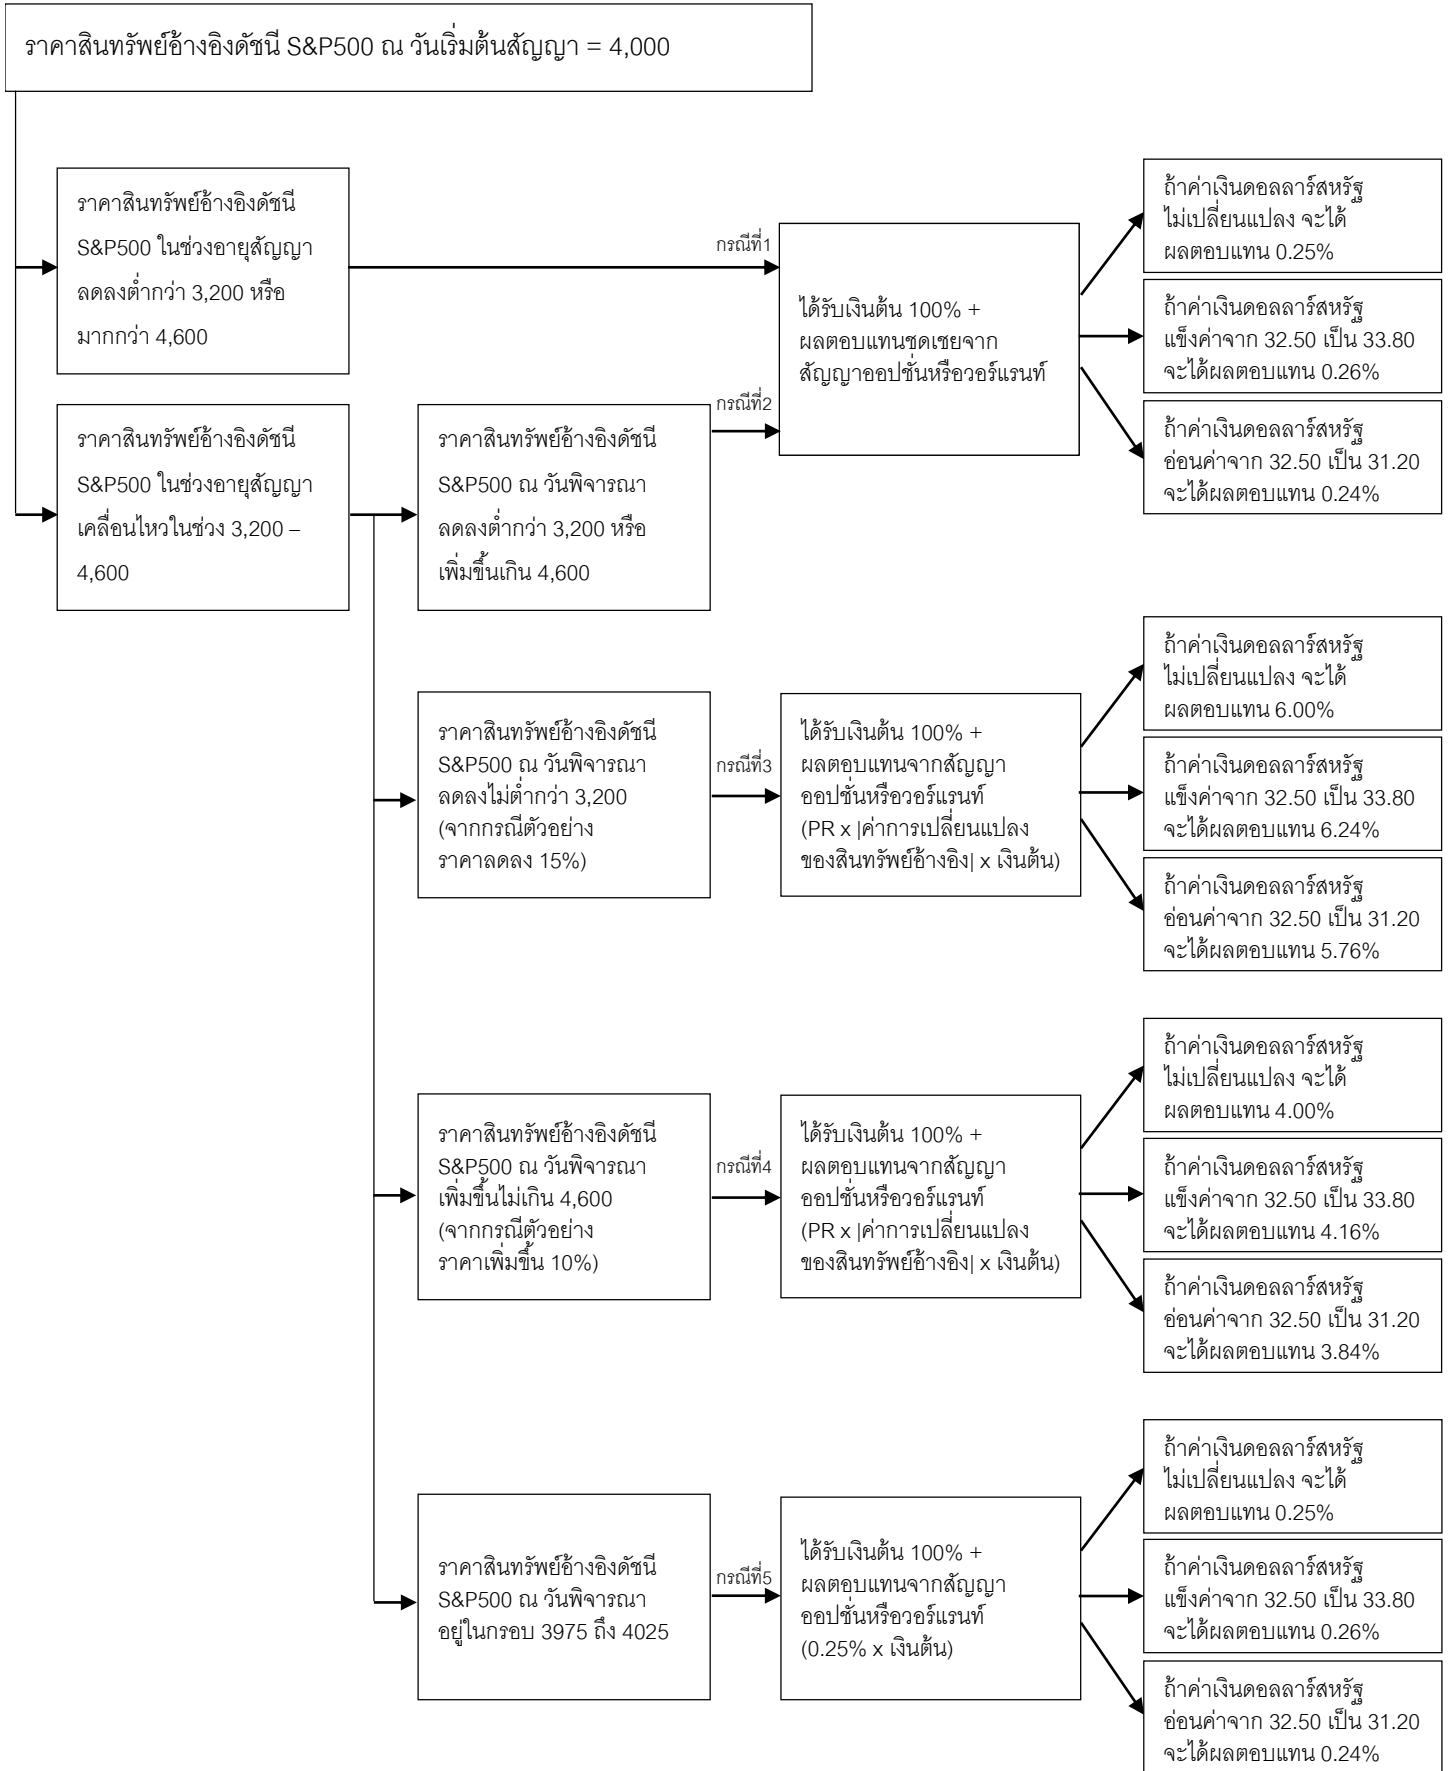 ราคาสินทรัพย์อ้างอิงดัชนี S&P500 ณ วันเริ่มต้นสัญญา = 4,000
ราคาสินทรัพย์อ้างอิงดัชนี
S&P500 ในช่วงอายุสัญญา
ลดลงต่ำกว่า 3,200 หรือ
มากกว่า 4,600
กรณีที่1
ได้รับเงินต้น 100% +
ผลตอบแทนชดเชยจาก
สัญญาออปชั่นหรือวอร์แรนท์
ถ้าค่าเงินดอลลาร์สหรัฐ
ไม่เปลี่ยนแปลง จะได้
ผลตอบแทน 0.25%
ถ้าค่าเงินดอลลาร์สหรัฐ
แข็งค่าจาก 32.50 เป็น 33.80
จะได้ผลตอบแทน 0.26%
ถ้าค่าเงินดอลลาร์สหรัฐ
อ่อนค่าจาก 32.50 เป็น 31.20
จะได้ผลตอบแทน 0.24%
ราคาสินทรัพย์อ้างอิงดัชนี
S&P500 ในช่วงอายุสัญญา
เคลื่อนไหวในช่วง 3,200 –
4,600
ราคาสินทรัพย์อ้างอิงดัชนี
S&P500 ณ วันพิจารณา
ลดลงต่ำกว่า 3,200 หรือ
เพิ่มขึ้นเกิน 4,600
กรณีที่2
ราคาสินทรัพย์อ้างอิงดัชนี
S&P500 ณ วันพิจารณา
ลดลงไม่ต่ำกว่า 3,200
(จากกรณีตัวอย่าง
ราคาลดลง 15%)
กรณีที่3
ได้รับเงินต้น 100% +
ผลตอบแทนจากสัญญา
ออปชั่นหรือวอร์แรนท์
(PR x |ค่าการเปลี่ยนแปลง
ของสินทรัพย์อ้างอิง| x เงินต้น)
ถ้าค่าเงินดอลลาร์สหรัฐ
ไม่เปลี่ยนแปลง จะได้
ผลตอบแทน 6.00%
ถ้าค่าเงินดอลลาร์สหรัฐ
แข็งค่าจาก 32.50 เป็น 33.80
จะได้ผลตอบแทน 6.24%
ถ้าค่าเงินดอลลาร์สหรัฐ
อ่อนค่าจาก 32.50 เป็น 31.20
จะได้ผลตอบแทน 5.76%
ราคาสินทรัพย์อ้างอิงดัชนี
S&P500 ณ วันพิจารณา
เพิ่มขึ้นไม่เกิน 4,600
(จากกรณีตัวอย่าง
ราคาเพิ่มขึ้น 10%)
กรณีที่4
ได้รับเงินต้น 100% +
ผลตอบแทนจากสัญญา
ออปชั่นหรือวอร์แรนท์
(PR x |ค่าการเปลี่ยนแปลง
ของสินทรัพย์อ้างอิง| x เงินต้น)
ถ้าค่าเงินดอลลาร์สหรัฐ
ไม่เปลี่ยนแปลง จะได้
ผลตอบแทน 4.00%
ถ้าค่าเงินดอลลาร์สหรัฐ
แข็งค่าจาก 32.50 เป็น 33.80
จะได้ผลตอบแทน 4.16%
ถ้าค่าเงินดอลลาร์สหรัฐ
อ่อนค่าจาก 32.50 เป็น 31.20
จะได้ผลตอบแทน 3.84%
ราคาสินทรัพย์อ้างอิงดัชนี
S&P500 ณ วันพิจารณา
อยู่ในกรอบ 3975 ถึง 4025
กรณีที่5
ได้รับเงินต้น 100% +
ผลตอบแทนจากสัญญา
ออปชั่นหรือวอร์แรนท์
(0.25% x เงินต้น)
ถ้าค่าเงินดอลลาร์สหรัฐ
ไม่เปลี่ยนแปลง จะได้
ผลตอบแทน 0.25%
ถ้าค่าเงินดอลลาร์สหรัฐ
แข็งค่าจาก 32.50 เป็น 33.80
จะได้ผลตอบแทน 0.26%
ถ้าค่าเงินดอลลาร์สหรัฐ
อ่อนค่าจาก 32.50 เป็น 31.20
จะได้ผลตอบแทน 0.24%